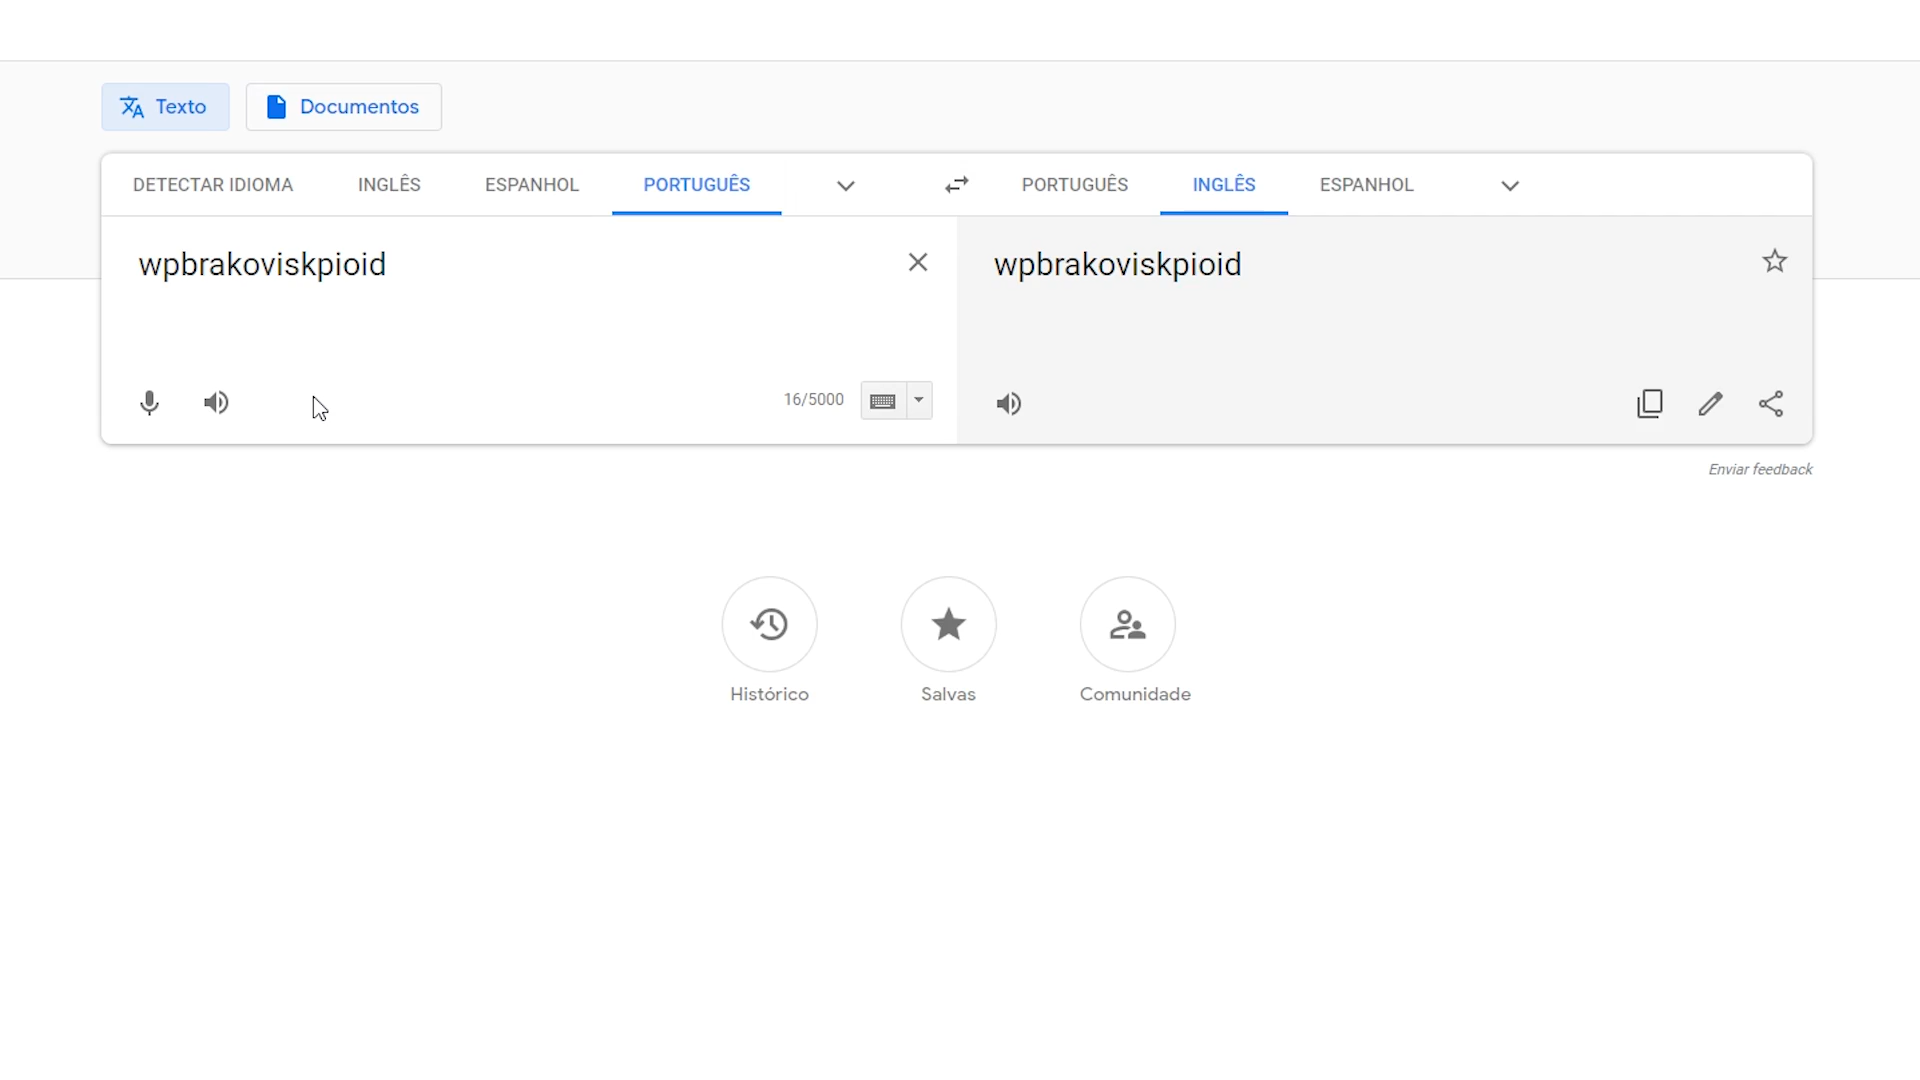 Texto
Documentos
DETECTAR IDIOMA INGLÊS ESPANHOL PORTUGUÊS PORTUGUÊS INGLÊS ESPANHOL
wpbrakoviskpioid
wpbrakoviskpioid
16/5000
Enviar feedback
Histórico
Salvas
Comunidade